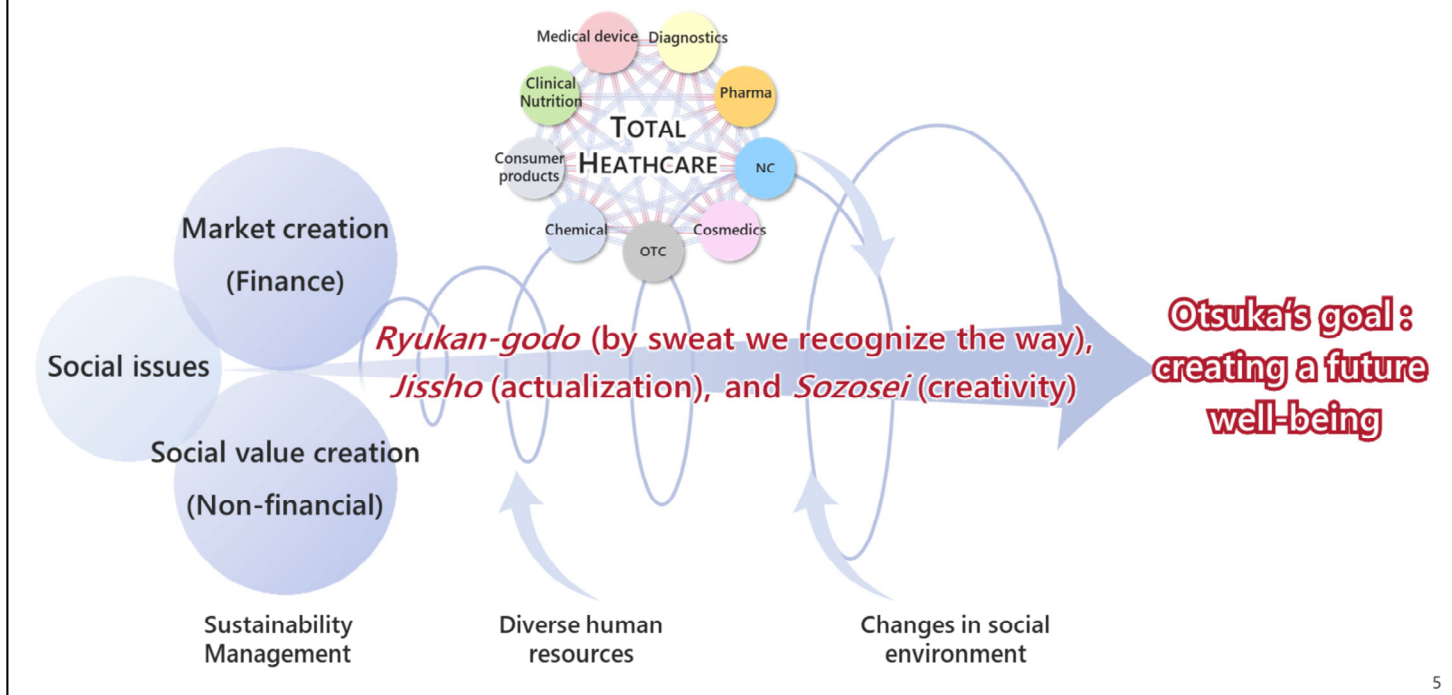 Medical device
Diagnostics
Clinical
Nutrition
Pharma
TOTAL
HEATHCARE
Consumer
products
NC
Chemical
OTC
Cosmedics
Market creation
(Finance)
Social issues
Social value creation
(Non-financial)
Ryukan-godo (by sweat we recognize the way),
Jissho (actualization), and Sozosei (creativity)
Otsuka's goal :
creating a future
well-being
Sustainability
Management
Diverse human
resources
Changes in social
environment
5